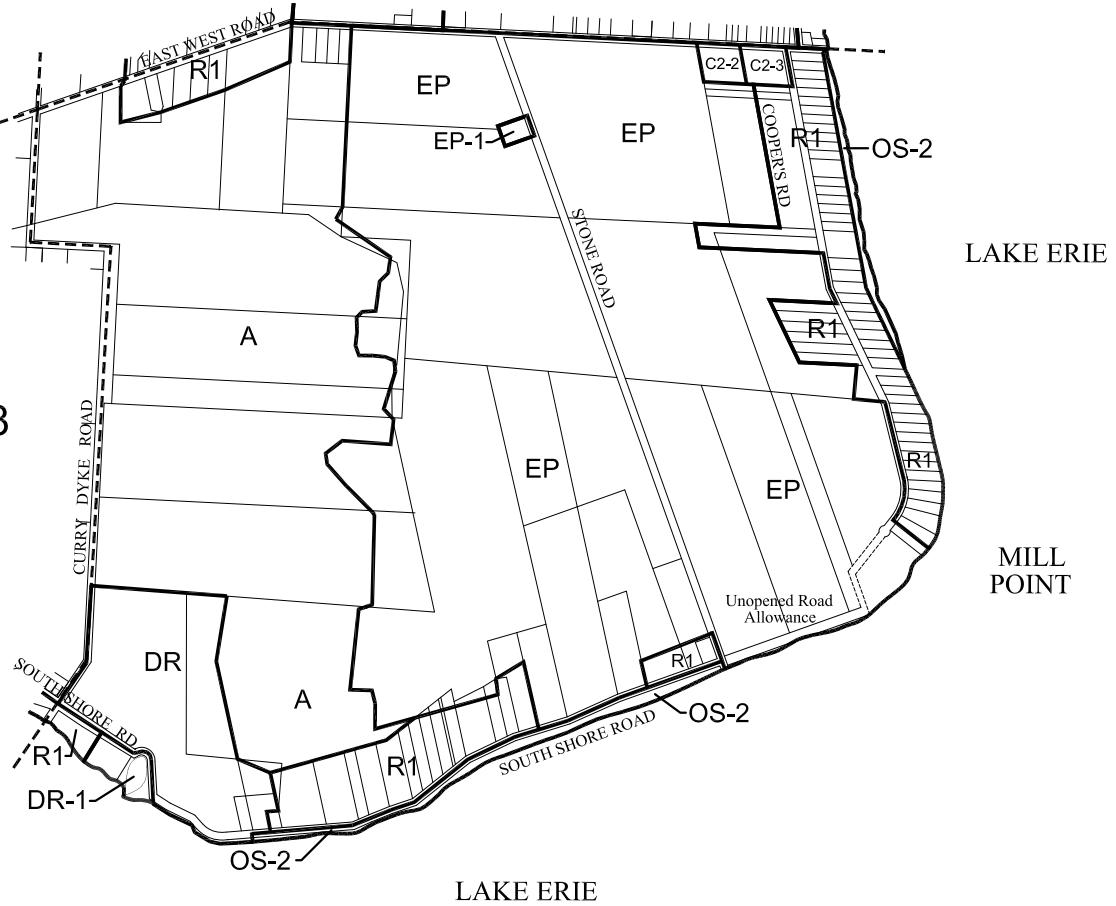 EAST WEST ROAD
R1
EP
C2-2
C2-3
EP-1
EP
COOPER'S RD
R1
OS-2
STONE ROAD
LAKE ERIE
A
R1
CURRY DYKE ROAD
EP
R1
EP
MILL
POINT
Unopened Road
Allowance
DR
R1
SOUTH SHORE RD
A
OS-2
SOUTH SHORE ROAD
R1
R1
DR-1
OS-2
LAKE ERIE